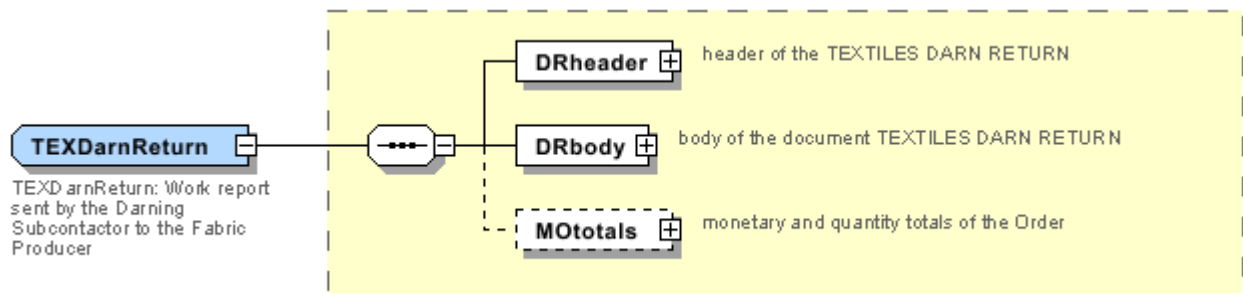 DRheader
header of the TEXTILES DARN RETURN
TEXDarnReturn
DRbody
body of the document TEXTILES DARN RETURN
TEXDarnReturn: Work report
sent by the Darning
Subcontactor to the Fabric
Producer
MOtotals
monetary and quantity totals of the Order